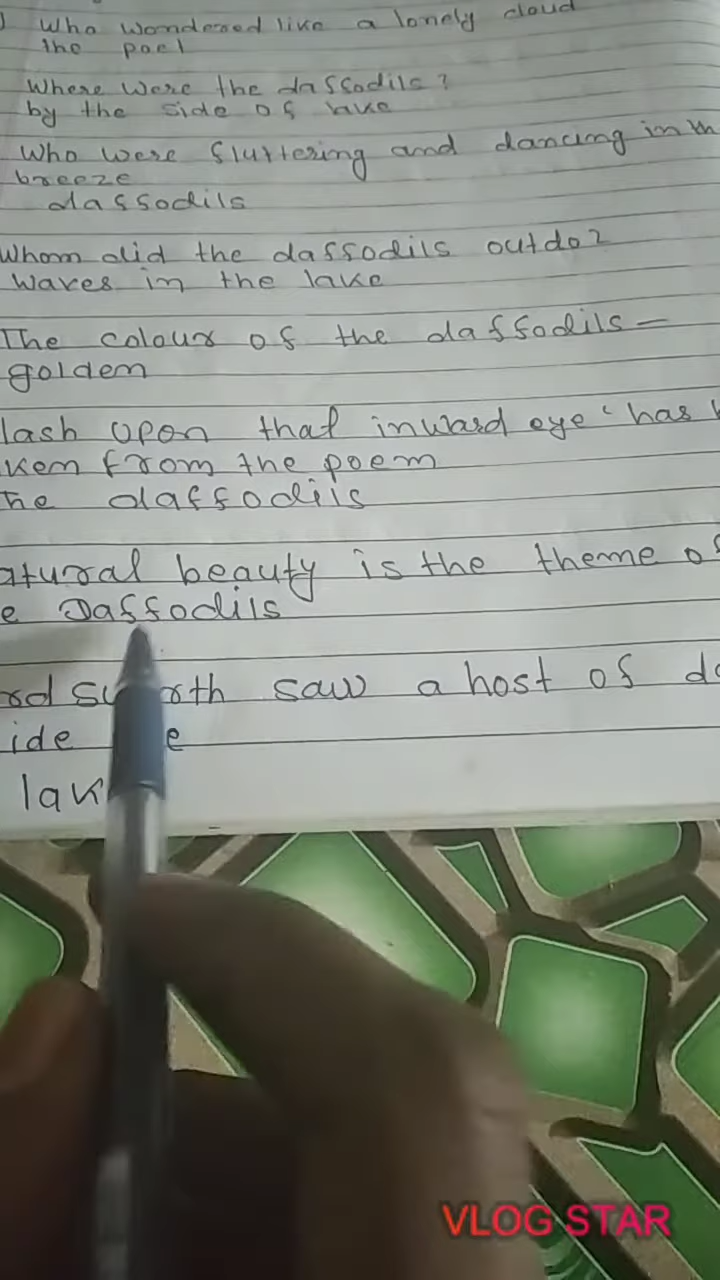 Who wondered like a lonely cloud
the poet
Where were the daffodils?
by the side of lake
Who were fluttering and dancing in th
breeze
daffodils
Whom did the daffodils outdo?
Waves in the lake
The colour of the daffodils-
golden
lash upon that inward eye' has
ken from the poem
he daffodils
atural beauty is the theme of
e Daffodils
saw a host of da
ide e
lak
VLOG STAR